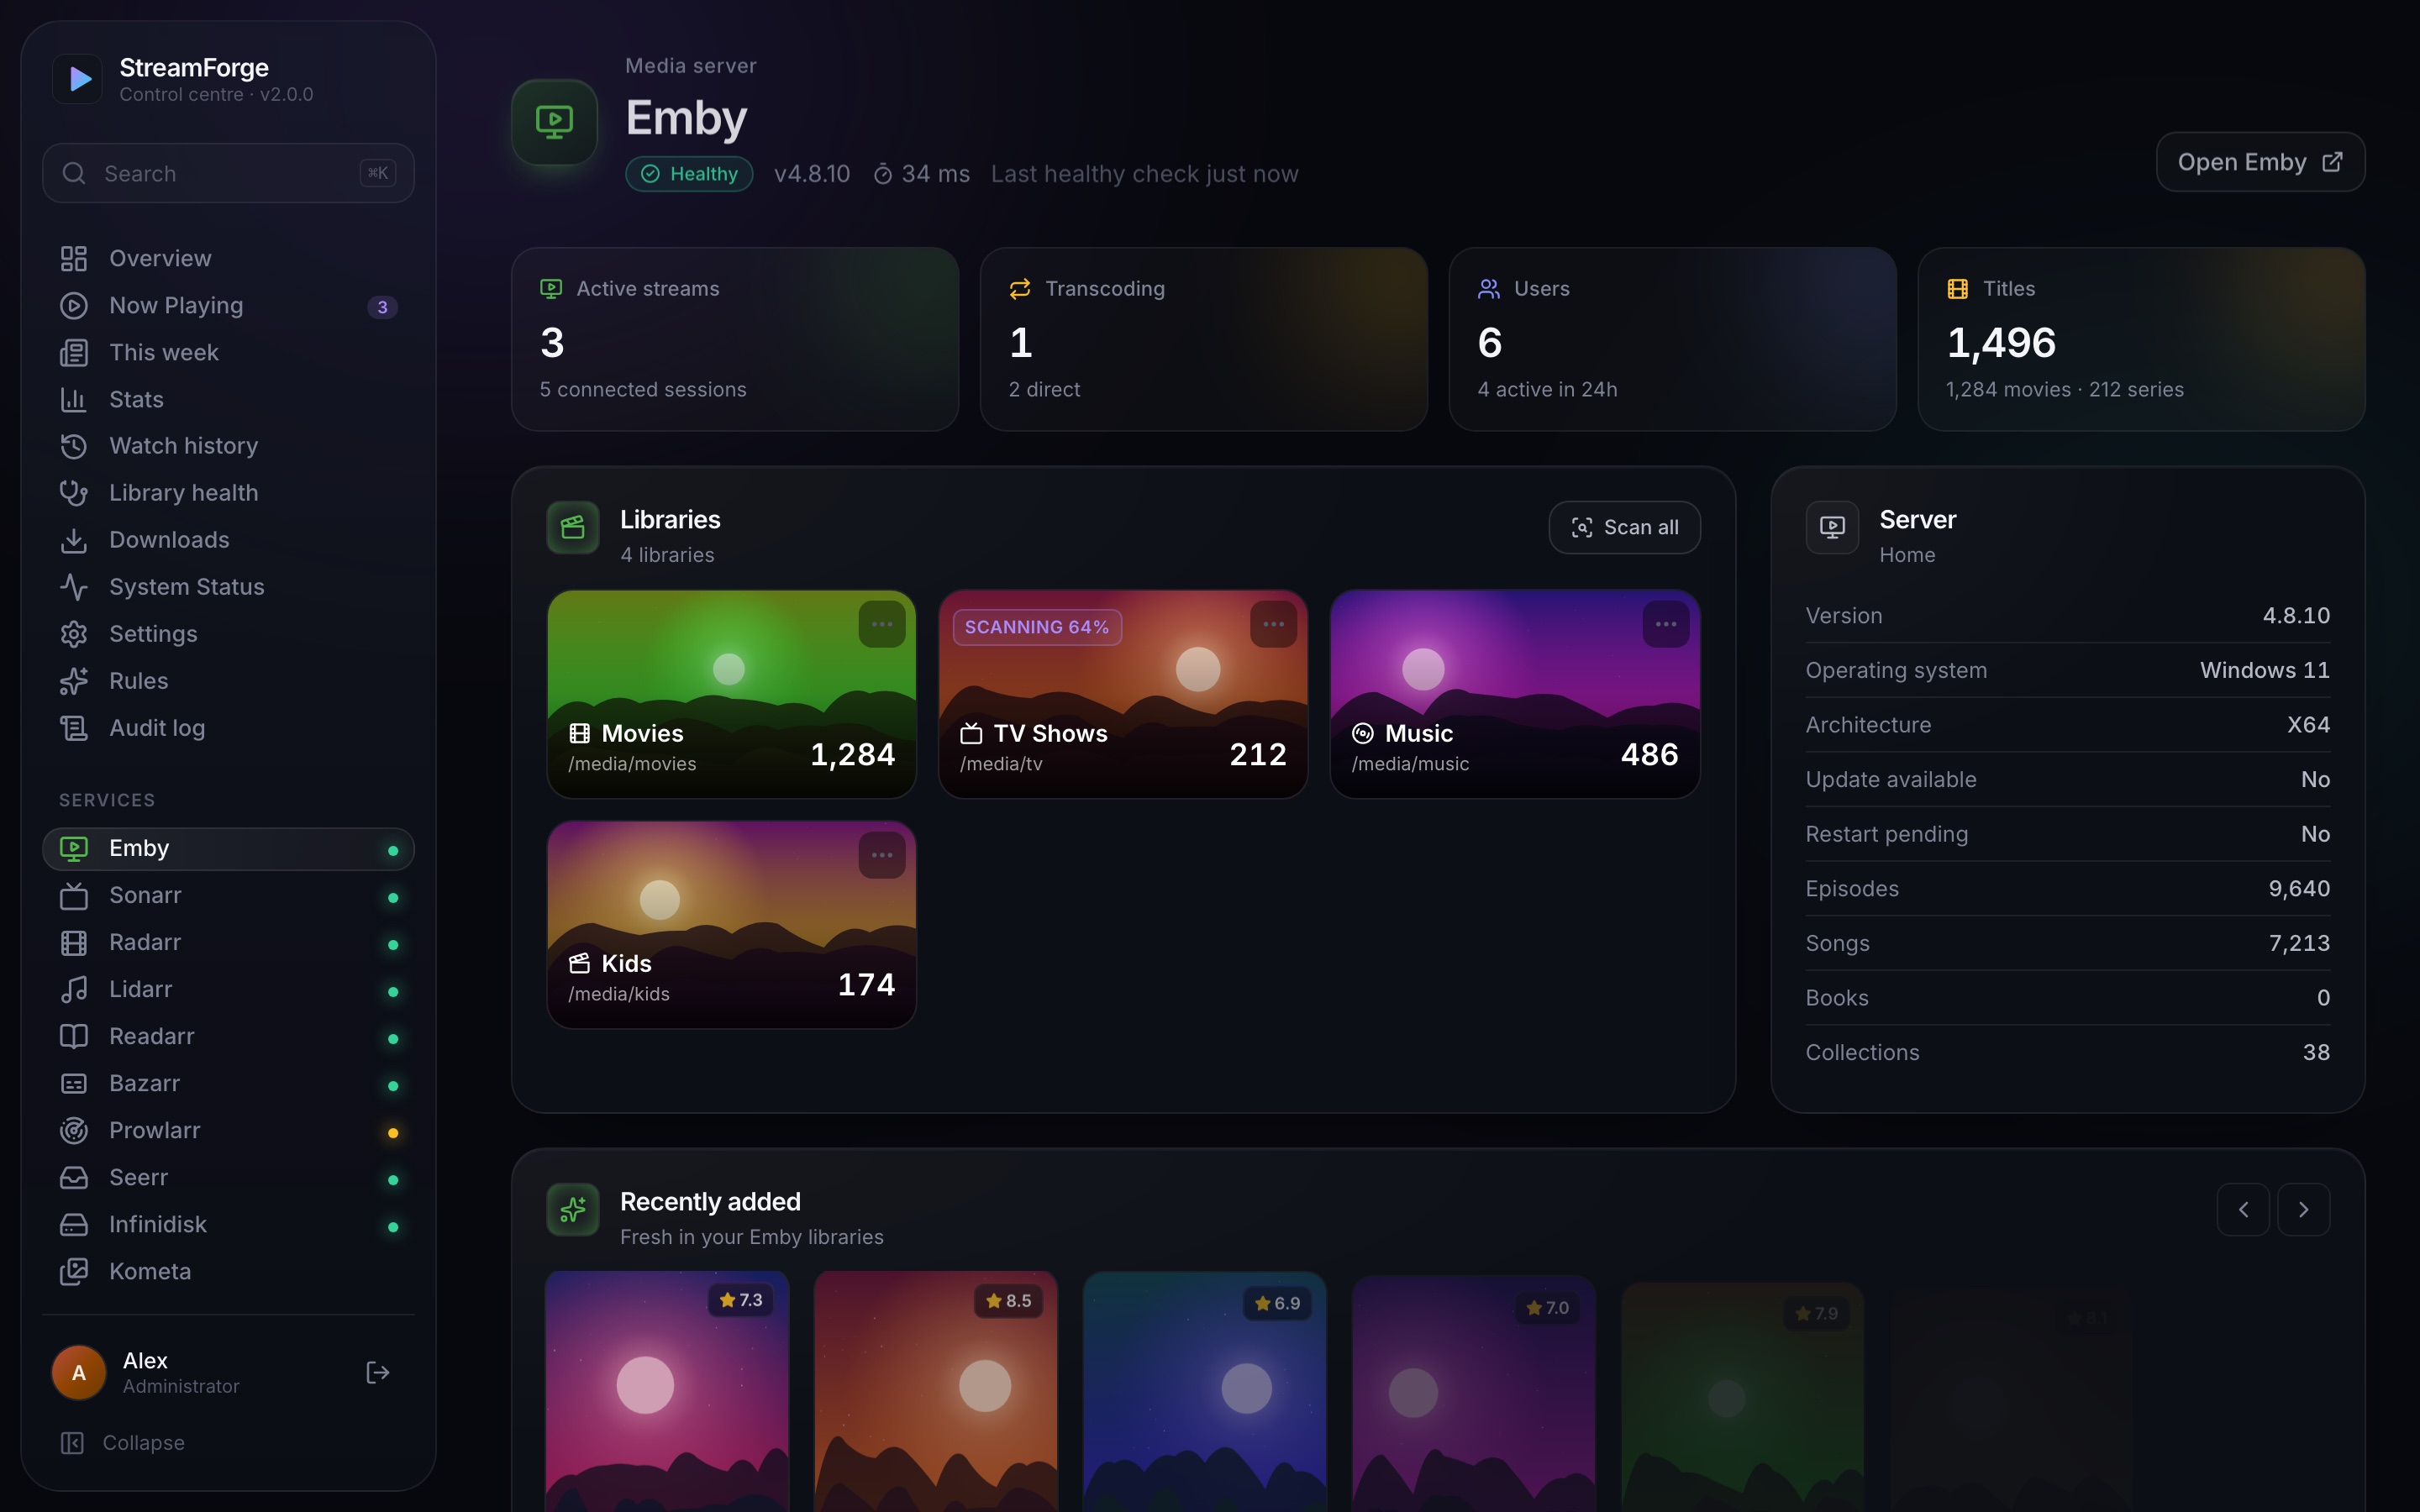 StreamForge
Control centre · v2.0.0
Search
⌘K
Overview
Now Playing
3
This week
Stats
Watch history
Library health
Downloads
System Status
Settings
Rules
Audit log
SERVICES
Emby
Sonarr
Radarr
Lidarr
Readarr
Bazarr
Prowlarr
Seerr
Infinidisk
Kometa
A
Alex
Administrator
Collapse
Media server
Emby
Healthy
v4.8.10
34 ms
Last healthy check just now
Open Emby
Active streams
3
5 connected sessions
Transcoding
1
2 direct
Users
6
4 active in 24h
Titles
1,496
1,284 movies · 212 series
Libraries
4 libraries
Scan all
Movies
/media/movies
1,284
SCANNING 64%
TV Shows
/media/tv
212
Music
/media/music
486
Kids
/media/kids
174
Server
Home
Version 4.8.10
Operating system Windows 11
Architecture X64
Update available No
Restart pending No
Episodes 9,640
Songs 7,213
Books 0
Collections 38
Recently added
Fresh in your Emby libraries
7.3
8.5
6.9
7.0
7.9
8.1